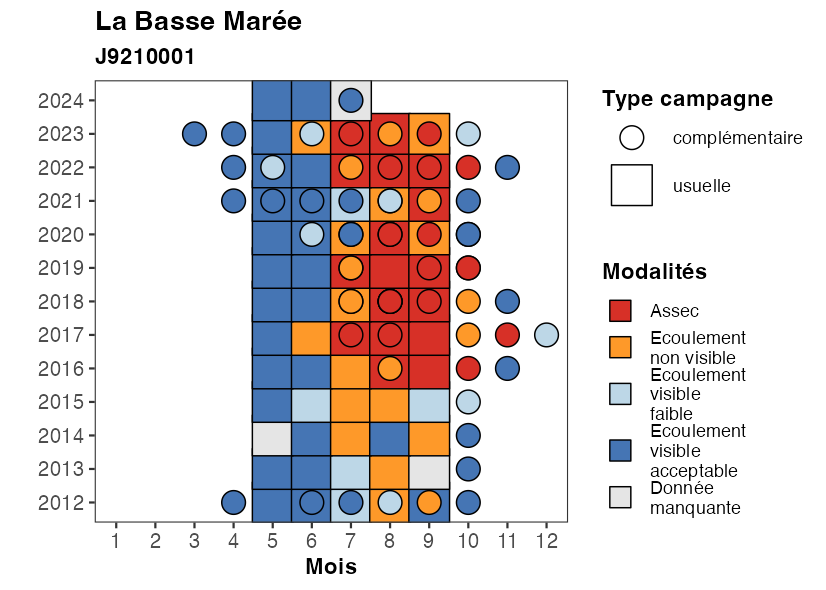 La Basse Marée
J9210001
2024
2023
2022
2021
2020
2019
2018
2017
2016
2015
2014
2013
2012
1 2 3 4 5 6 7 8 9 10 11 12
Mois
Type campagne
complémentaire
usuelle
Modalités
Assec
Ecoulement
non visible
Ecoulement
visible
faible
Ecoulement
visible
acceptable
Donnée
manquante